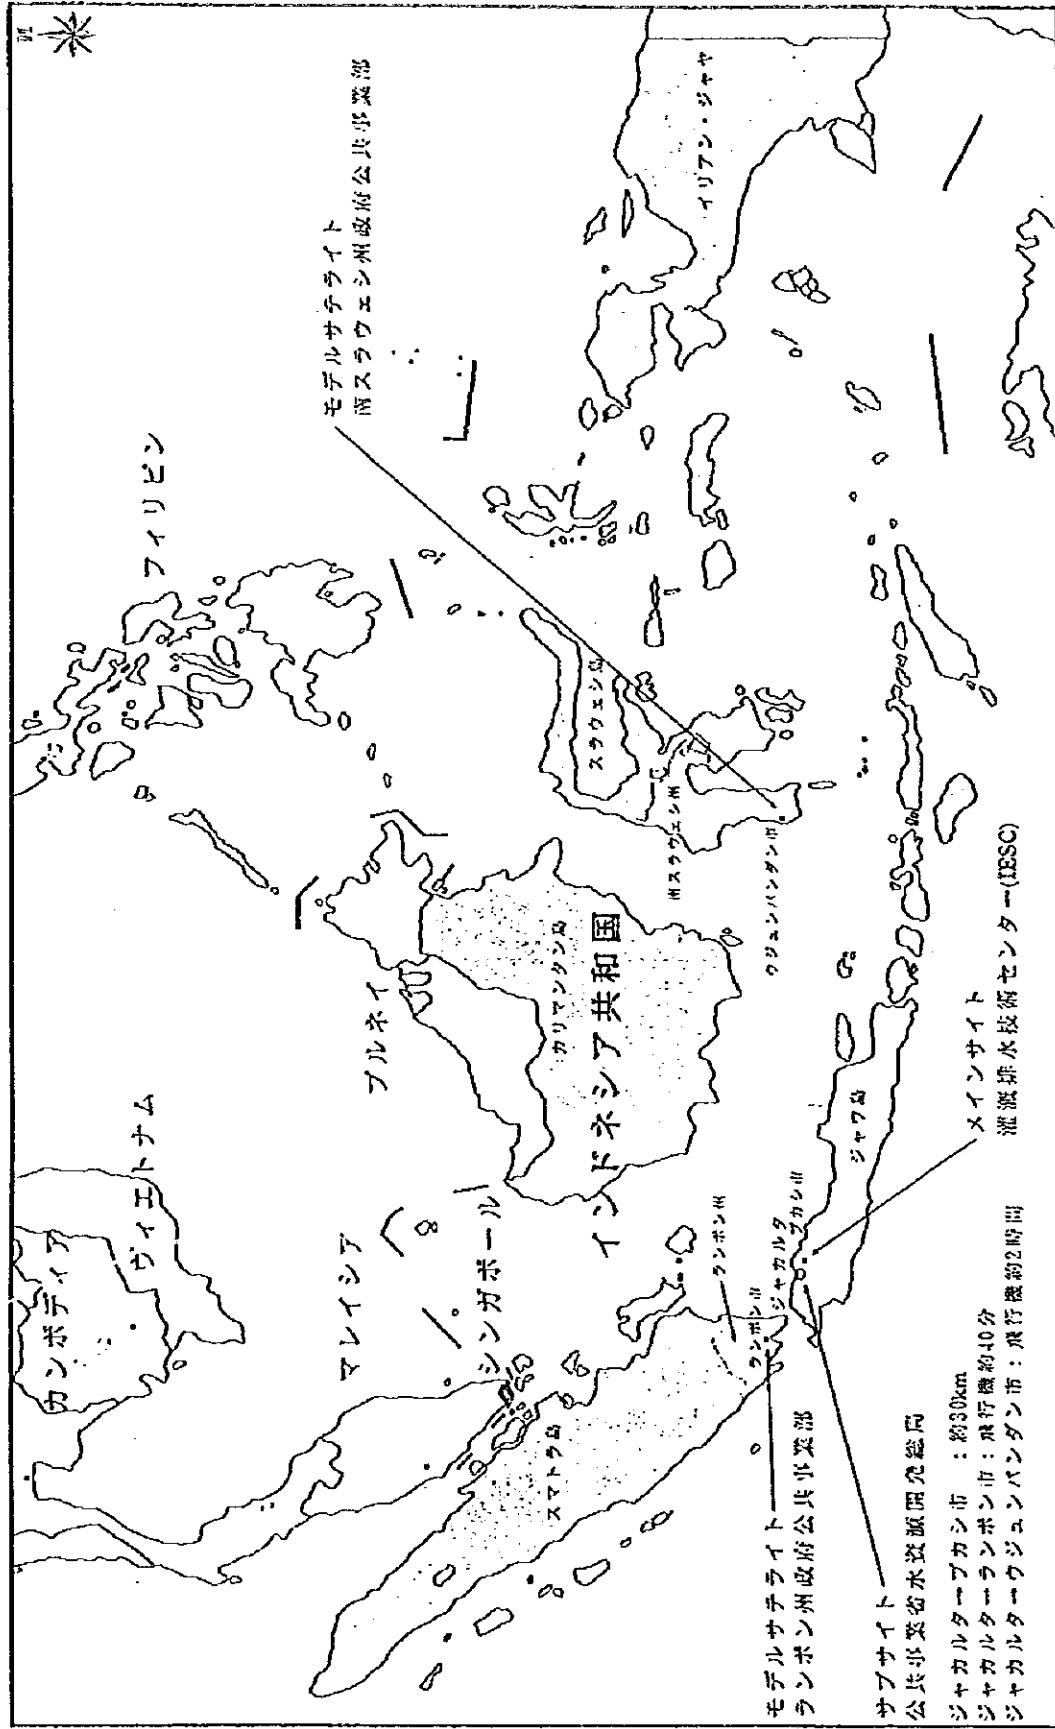 N
カンボディア
ヴィエトナム
フィリピン
マレイシア
ブルネイ
シンガポール
モデルサテライト
南スラウェシ州政府公共事業部
イリアン・ジャヤ
スラウェシ島
南スラウェシ州
ウジュンパンダン市
カリマンタン島
インドネシア共和国
スマトラ島
ランポン州
ランポン市
ジャカルタ
ブカシ市
ジャワ島
モデルサテライト
ランポン州政府公共事業部
サブサイト
公共事業省水資源開発総局
メインサイト
灌漑排水技術センター(IESC)
ジャカルターブカシ市 : 約30km
ジャカルターランポン市 : 飛行機約40分
ジャカルターウジュンパンダン市 : 飛行機約2時間